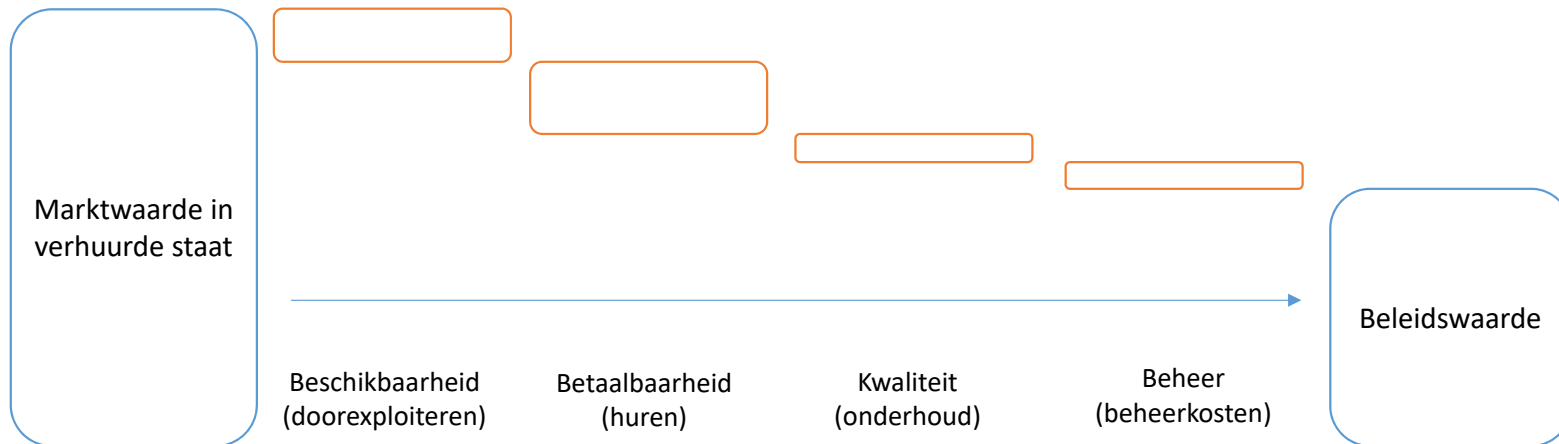 Marktwaarde in
verhuurde staat
Beschikbaarheid
(doorexploiteren)
Betaalbaarheid
(huren)
Kwaliteit
(onderhoud)
Beheer
(beheerkosten)
Beleidswaarde